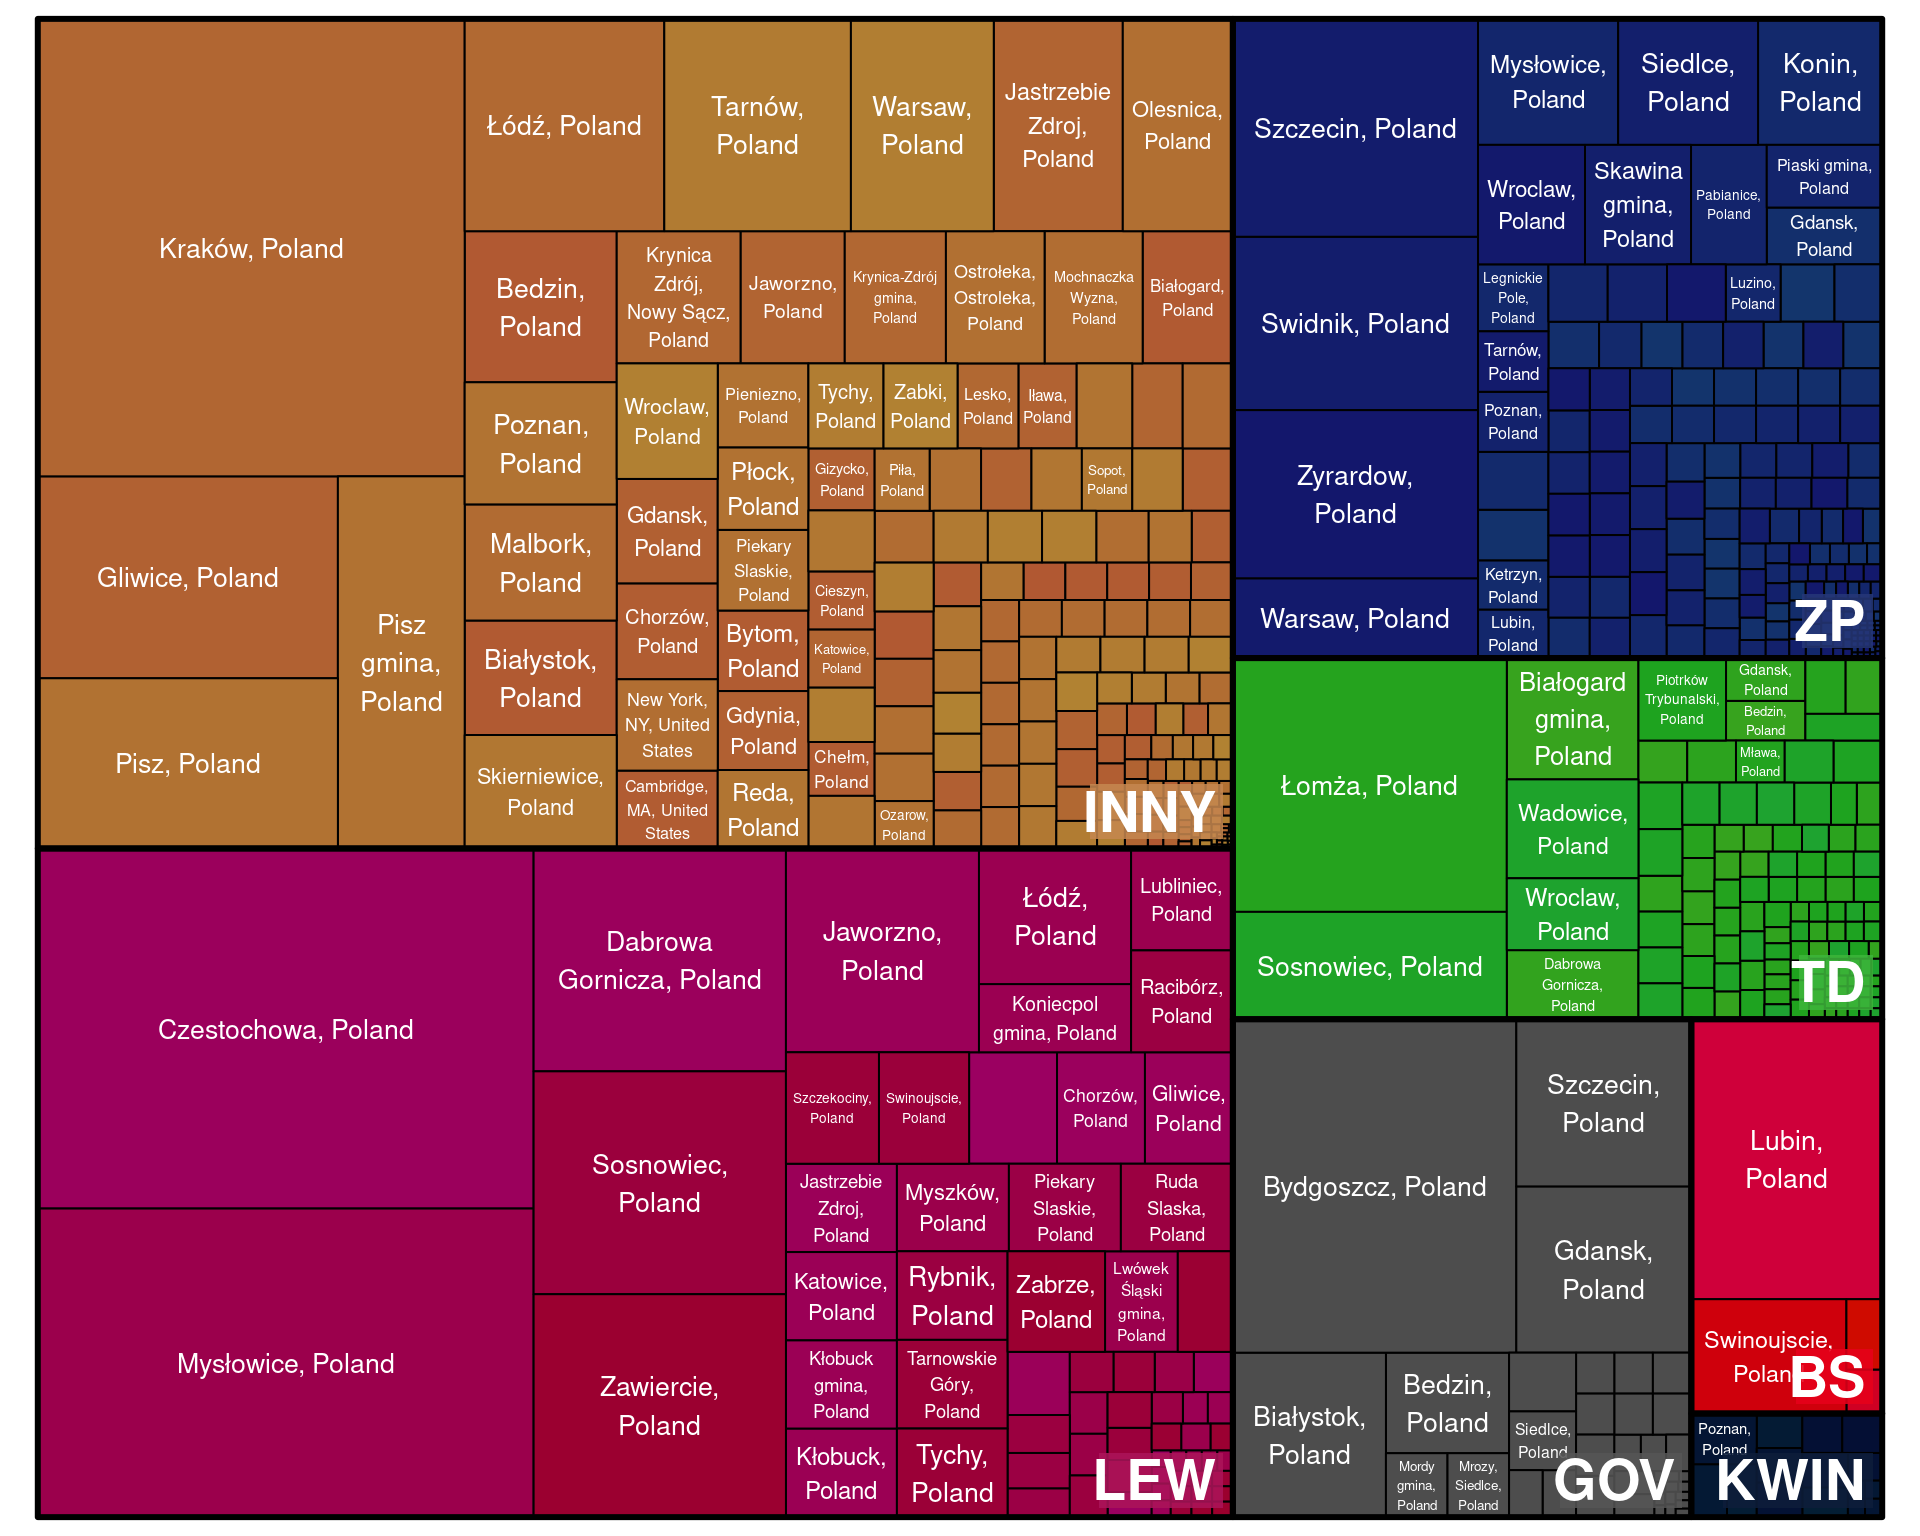 Kraków, Poland
Łódź, Poland
Tarnów,
Poland
Warsaw,
Poland
Jastrzebie
Zdroj,
Poland
Olesnica,
Poland
Gliwice, Poland
Pisz, Poland
Pisz
gmina,
Poland
Bedzin,
Poland
Poznan,
Poland
Malbork,
Poland
Białystok,
Poland
Skierniewice,
Poland
Krynica
Zdrój,
Nowy Sącz,
Poland
Jaworzno,
Poland
Krynica-Zdrój
gmina,
Poland
Ostrołeka,
Ostroleka,
Poland
Mochnaczka
Wyzna,
Poland
Białogard,
Poland
Wroclaw,
Poland
Gdansk,
Poland
Chorzów,
Poland
New York,
NY, United
States
Cambridge,
MA, United
States
Pieniezno,
Poland
Płock,
Poland
Piekary
Slaskie,
Poland
Bytom,
Poland
Gdynia,
Poland
Reda,
Poland
Tychy,
Poland
Zabki,
Poland
Lesko,
Poland
Iława,
Poland
Gizycko,
Poland
Piła,
Poland
Sopot,
Poland
Cieszyn,
Poland
Katowice,
Poland
Chełm,
Poland
Ozarow,
Poland
INNY
Szczecin, Poland
Swidnik, Poland
Zyrardow,
Poland
Warsaw, Poland
Mysłowice,
Poland
Siedlce,
Poland
Konin,
Poland
Wroclaw,
Poland
Skawina
gmina,
Poland
Pabianice,
Poland
Piaski gmina,
Poland
Gdansk,
Poland
Legnickie
Pole,
Poland
Luzino,
Poland
Tarnów,
Poland
Poznan,
Poland
Ketrzyn,
Poland
Lubin,
Poland
ZP
Łomża, Poland
Sosnowiec, Poland
Białogard
gmina,
Poland
Wadowice,
Poland
Wroclaw,
Poland
Dabrowa
Gornicza,
Poland
Piotrków
Trybunalski,
Poland
Gdansk,
Poland
Bedzin,
Poland
Mława,
Poland
TD
Czestochowa, Poland
Mysłowice, Poland
Dabrowa
Gornicza, Poland
Sosnowiec,
Poland
Zawiercie,
Poland
Jaworzno,
Poland
Łódź,
Poland
Koniecpol
gmina, Poland
Lubliniec,
Poland
Racibórz,
Poland
Szczekociny,
Poland
Swinoujscie,
Poland
Chorzów,
Poland
Gliwice,
Poland
Jastrzebie
Zdroj,
Poland
Myszków,
Poland
Piekary
Slaskie,
Poland
Ruda
Slaska,
Poland
Katowice,
Poland
Rybnik,
Poland
Zabrze,
Poland
Lwówek
Śląski
gmina,
Poland
Kłobuck
gmina,
Poland
Tarnowskie
Góry,
Poland
Kłobuck,
Poland
Tychy,
Poland
LEW
Bydgoszcz, Poland
Szczecin,
Poland
Gdansk,
Poland
Białystok,
Poland
Bedzin,
Poland
Mordy
gmina,
Poland
Mrozy,
Siedlce,
Poland
Siedlce,
Poland
GOV
Lubin,
Poland
Swinoujscie,
Poland
BS
Poznan,
Poland
KWIN